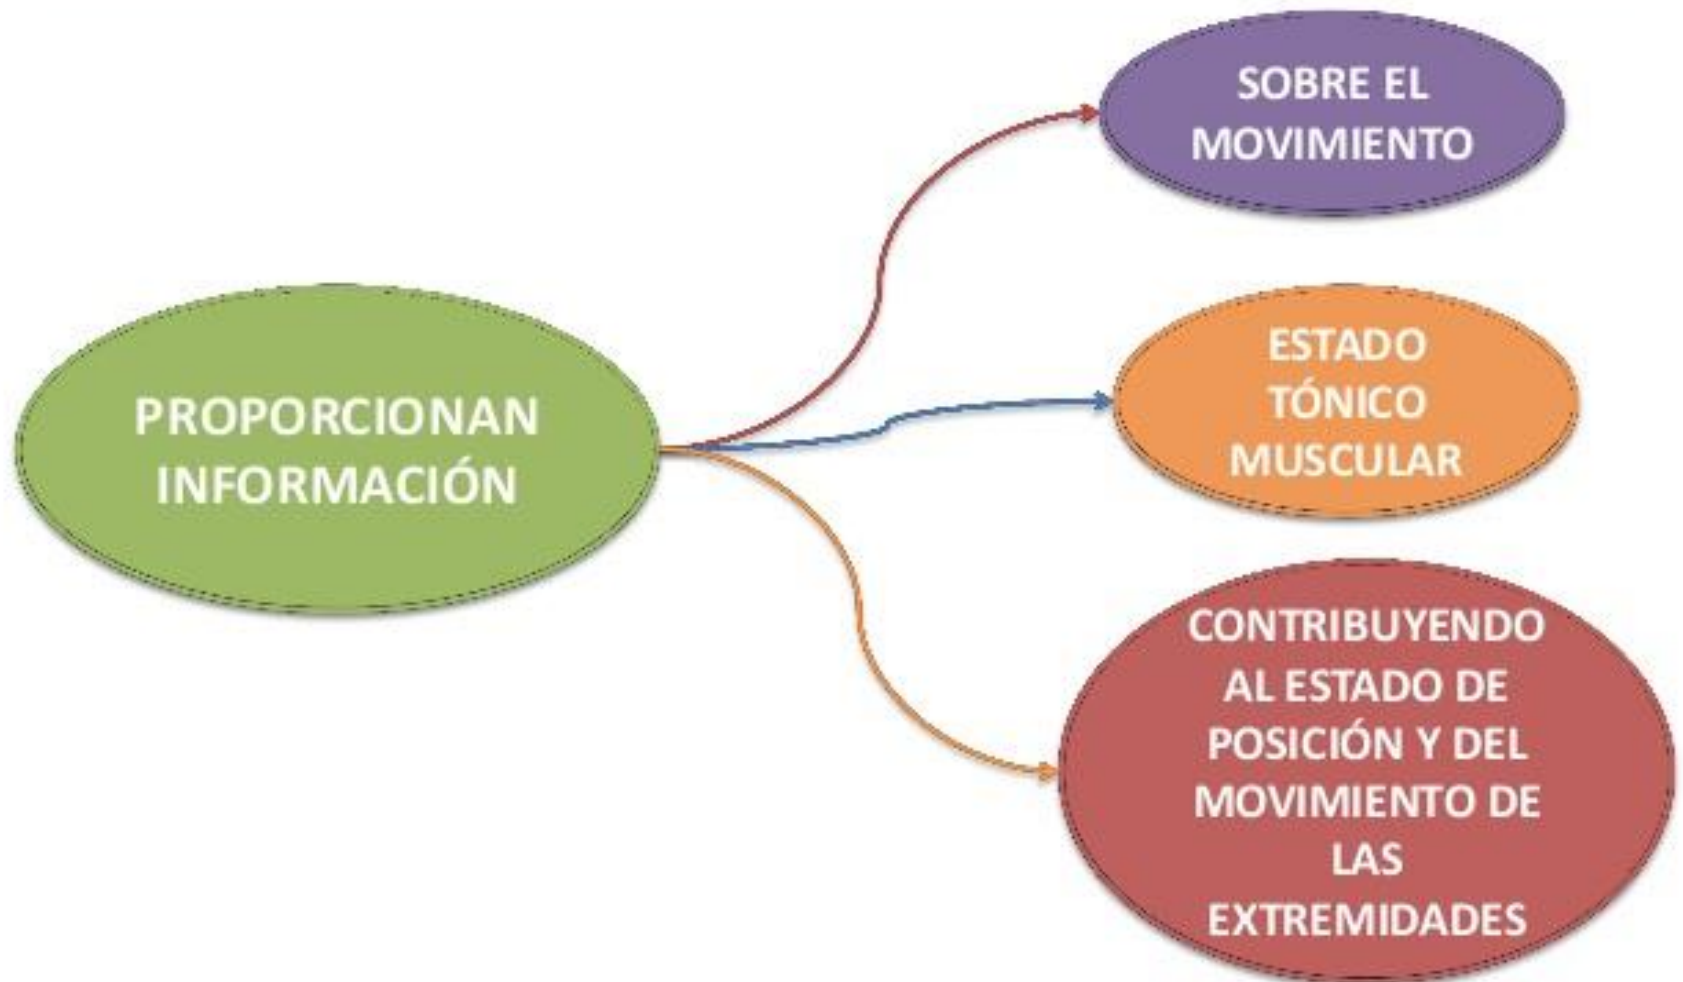 PROPORCIONAN
INFORMACIÓN
SOBRE EL
MOVIMIENTO
ESTADO
TÓNICO
MUSCULAR
CONTRIBUYENDO
AL ESTADO DE
POSICIÓN Y DEL
MOVIMIENTO DE
LAS
EXTREMIDADES